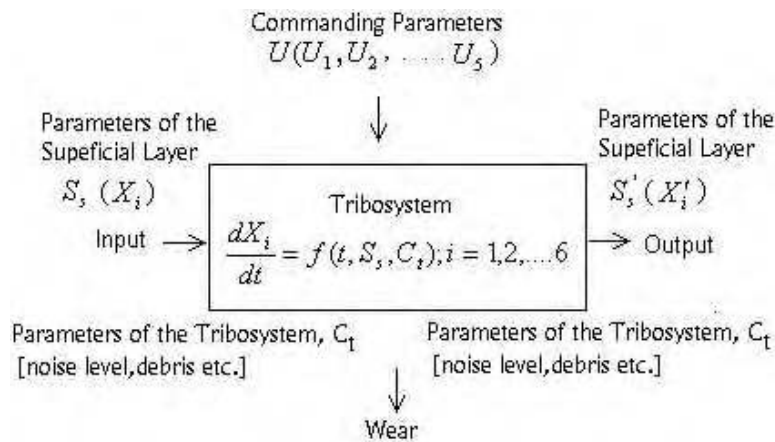 Commanding Parameters
U(U₁,U₂, ..... U₅)
Parameters of the
Supeficial Layer
Sₛ (Xᵢ)
Input
Tribosystem
dXᵢ/dt = f(t,Sₛ,Cₜ);i = 1,2,....6
Parameters of the
Supeficial Layer
Sₛ'(Xᵢ')
Output
Parameters of the Tribosystem, Cₜ
[noise level,debris etc.]
Parameters of the Tribosystem, Cₜ
[noise level,debris etc.]
Wear